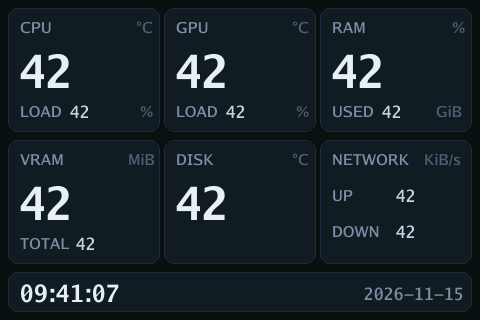 CPU °C
42
LOAD 42 %
GPU °C
42
LOAD 42 %
RAM %
42
USED 42 GiB
VRAM MiB
42
TOTAL 42
DISK °C
42
NETWORK KiB/s
UP 42
DOWN 42
09:41:07 2026-11-15